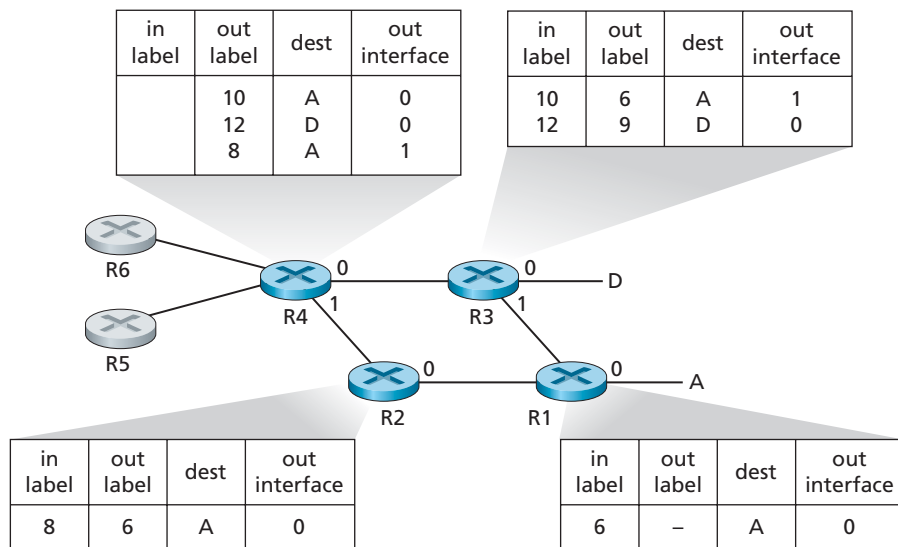 in label out label dest out interface
10 A 0
12 D 0
8 A 1
in label out label dest out interface
10 6 A 1
12 9 D 0
R6
R5
R4
0
1
R3
0
1
D
R2
0
R1
0
A
in label out label dest out interface
8 6 A 0
in label out label dest out interface
6 – A 0